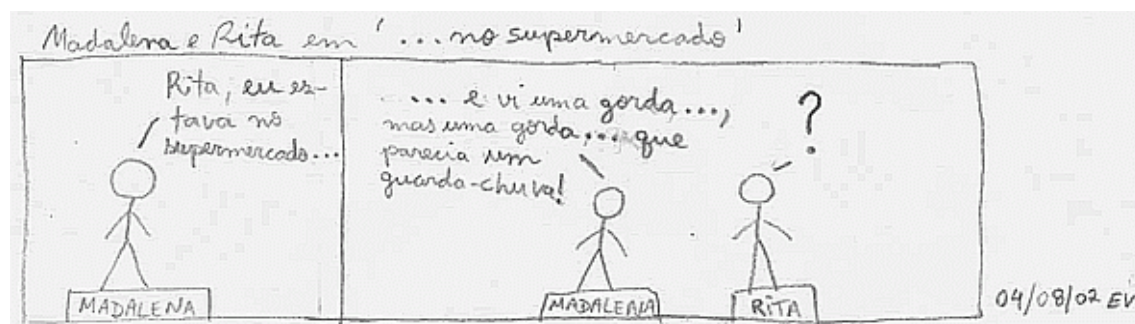 Madalena e Rita em '...no supermercado'
Rita, eu es-
tava no
supermercado...
... e vi uma gorda...,
mas uma gorda,... que
parecia um
guarda-chuva!
?
MADALENA
MADALENA
RITA
04/08/02 EV